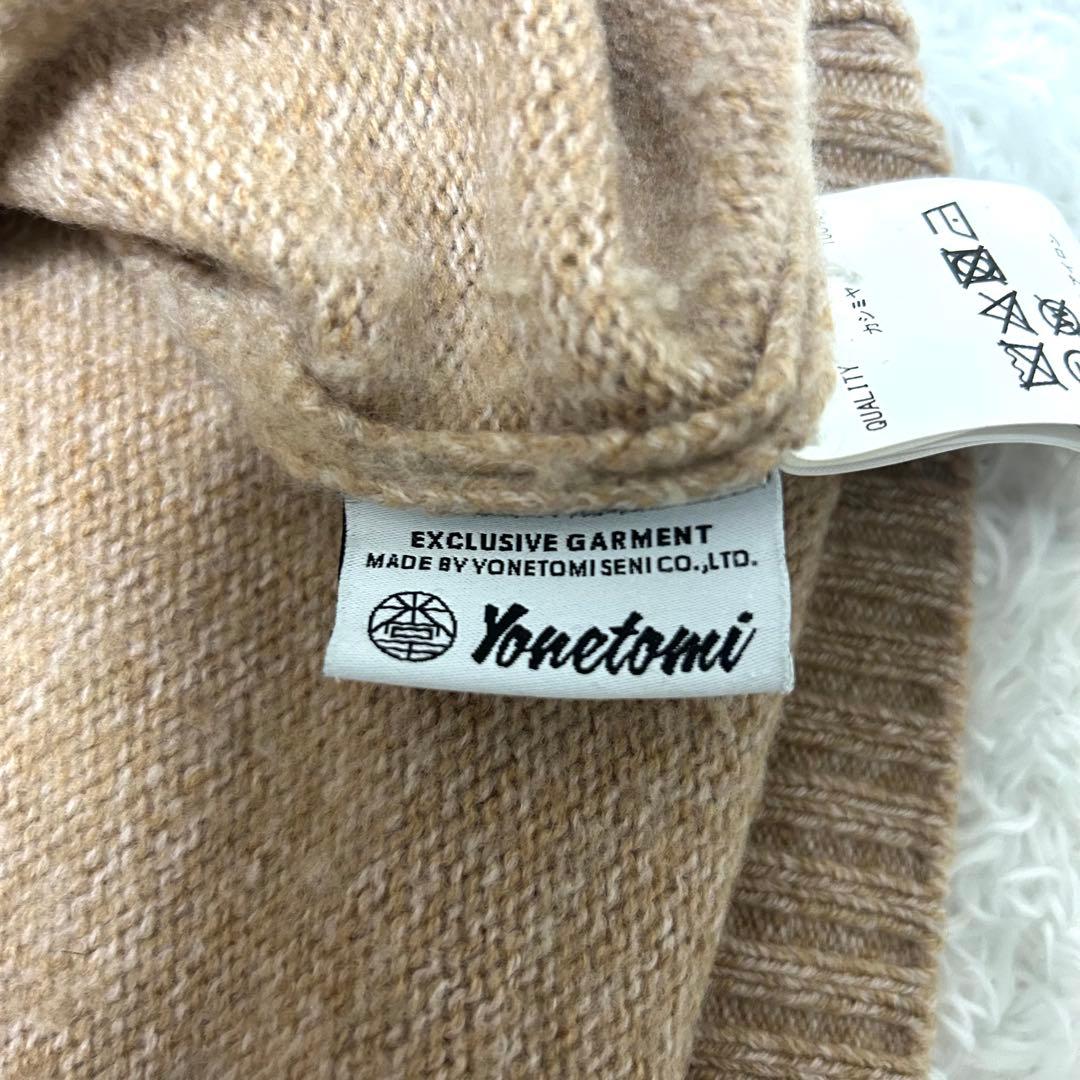 EXCLUSIVE GARMENT
MADE BY YONETOMI SENI CO.,LTD.
Yonetomi
QUALITY
カシミヤ